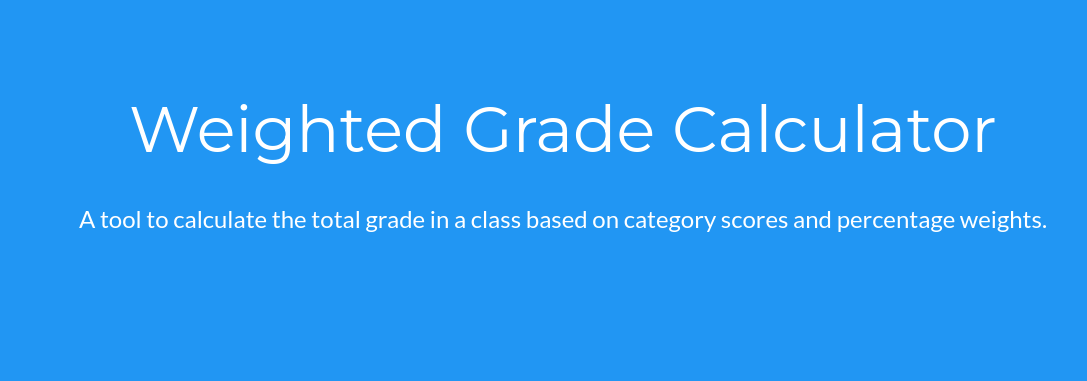 Weighted Grade Calculator
A tool to calculate the total grade in a class based on category scores and percentage weights.